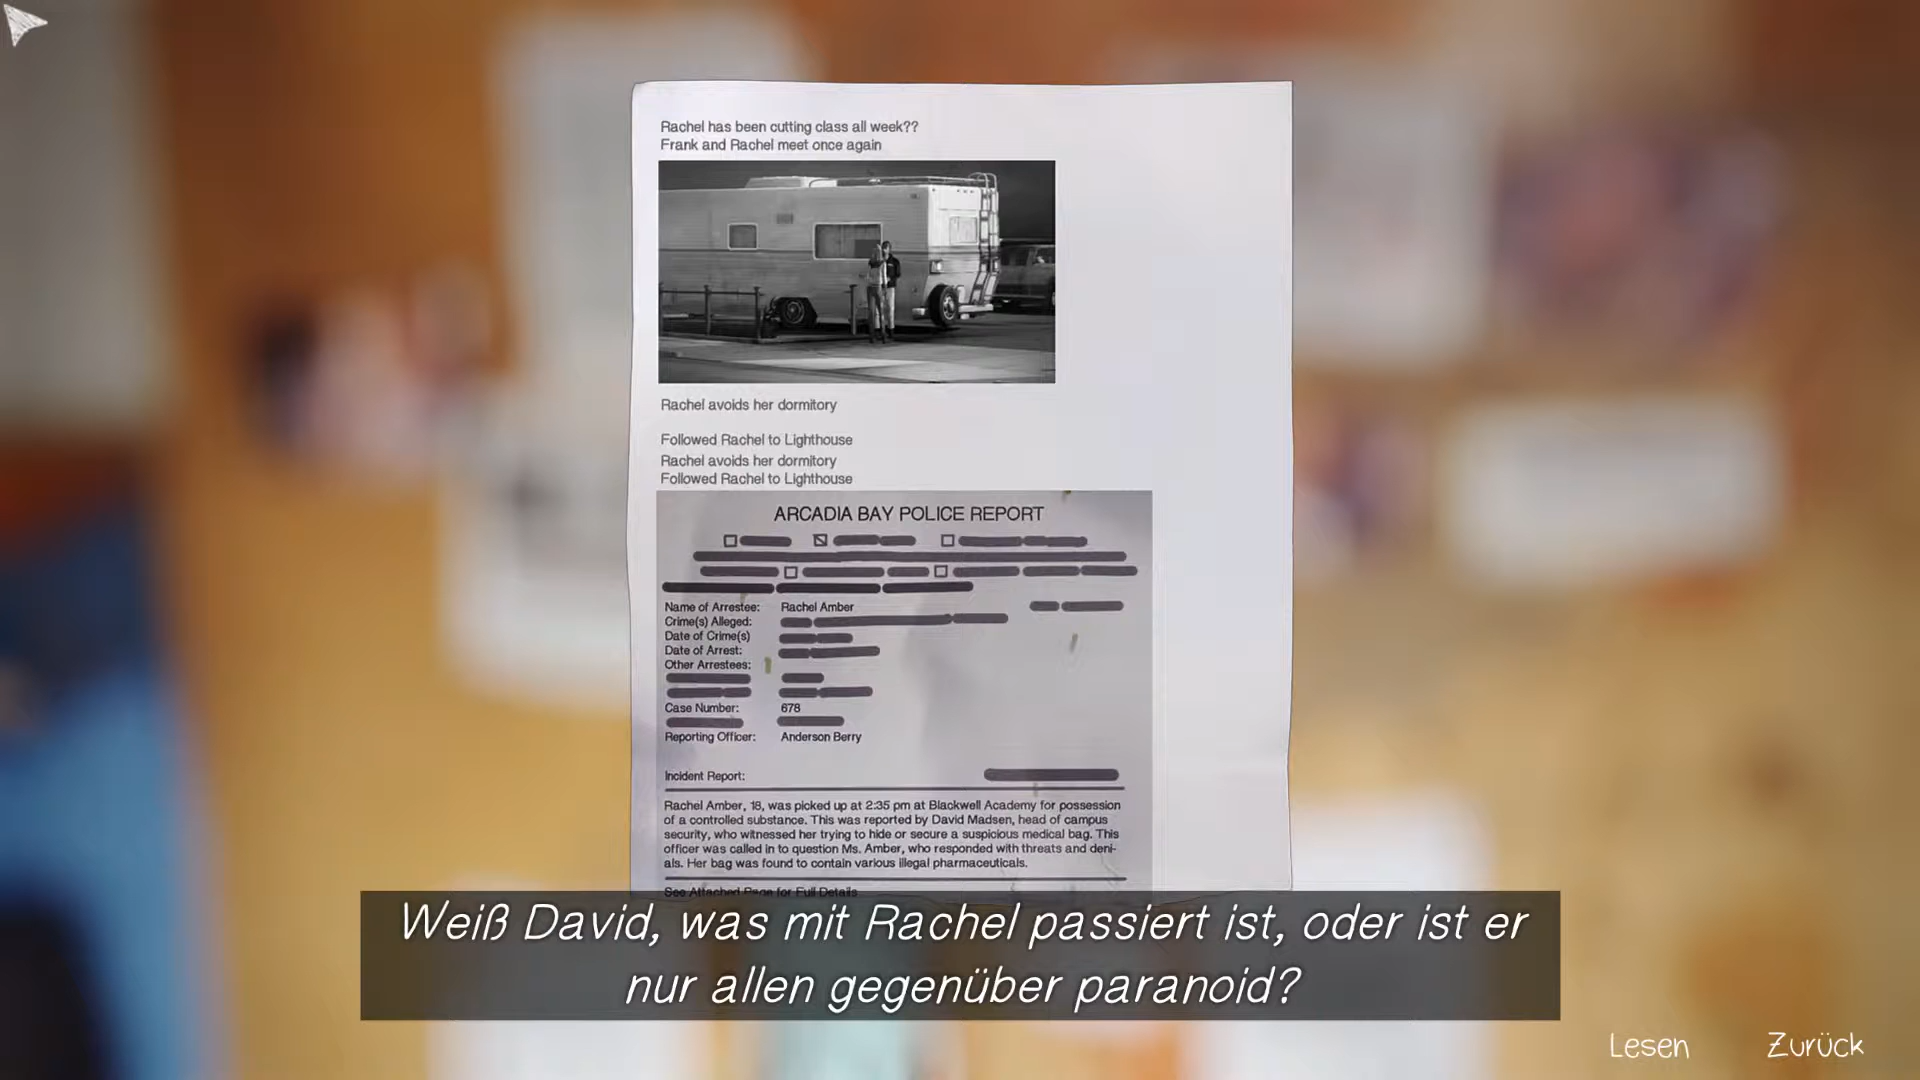 Rachel has been cutting class all week??
Frank and Rachel meet once again
Rachel avoids her dormitory
Followed Rachel to Lighthouse
Rachel avoids her dormitory
Followed Rachel to Lighthouse
ARCADIA BAY POLICE REPORT
Name of Arrestee: Rachel Amber
Crime(s) Alleged:
Date of Crime(s)
Date of Arrest:
Other Arrestees:
Case Number: 678
Reporting Officer: Anderson Berry
Incident Report:
Rachel Amber, 18, was picked up at 2:35 pm at Blackwell Academy for possession
of a controlled substance. This was reported by David Madsen, head of campus
security, who witnessed her trying to hide or secure a suspicious medical bag. This
officer was called in to question Ms. Amber, who responded with threats and deni-
als. Her bag was found to contain various illegal pharmaceuticals.
See Attached Page for Full Details
Weiß David, was mit Rachel passiert ist, oder ist er
nur allen gegenüber paranoid?
Lesen Zurück